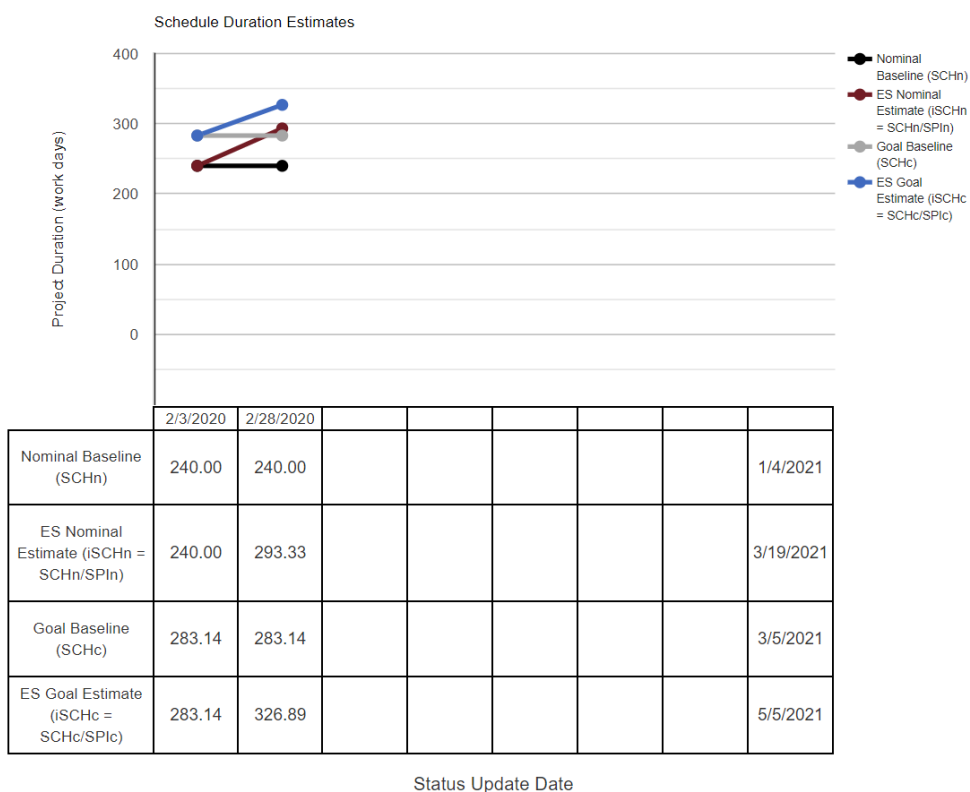 Schedule Duration Estimates
400
300
200
100
0
Project Duration (work days)
Nominal
Baseline (SCHn)
ES Nominal
Estimate (iSCHn
= SCHn/SPIn)
Goal Baseline
(SCHc)
ES Goal
Estimate (iSCHc
= SCHc/SPIc)
2/3/2020 2/28/2020
Nominal Baseline
(SCHn)
240.00 240.00 1/4/2021
ES Nominal
Estimate (iSCHn =
SCHn/SPIn)
240.00 293.33 3/19/2021
Goal Baseline
(SCHc)
283.14 283.14 3/5/2021
ES Goal Estimate
(iSCHc =
SCHc/SPIc)
283.14 326.89 5/5/2021
Status Update Date